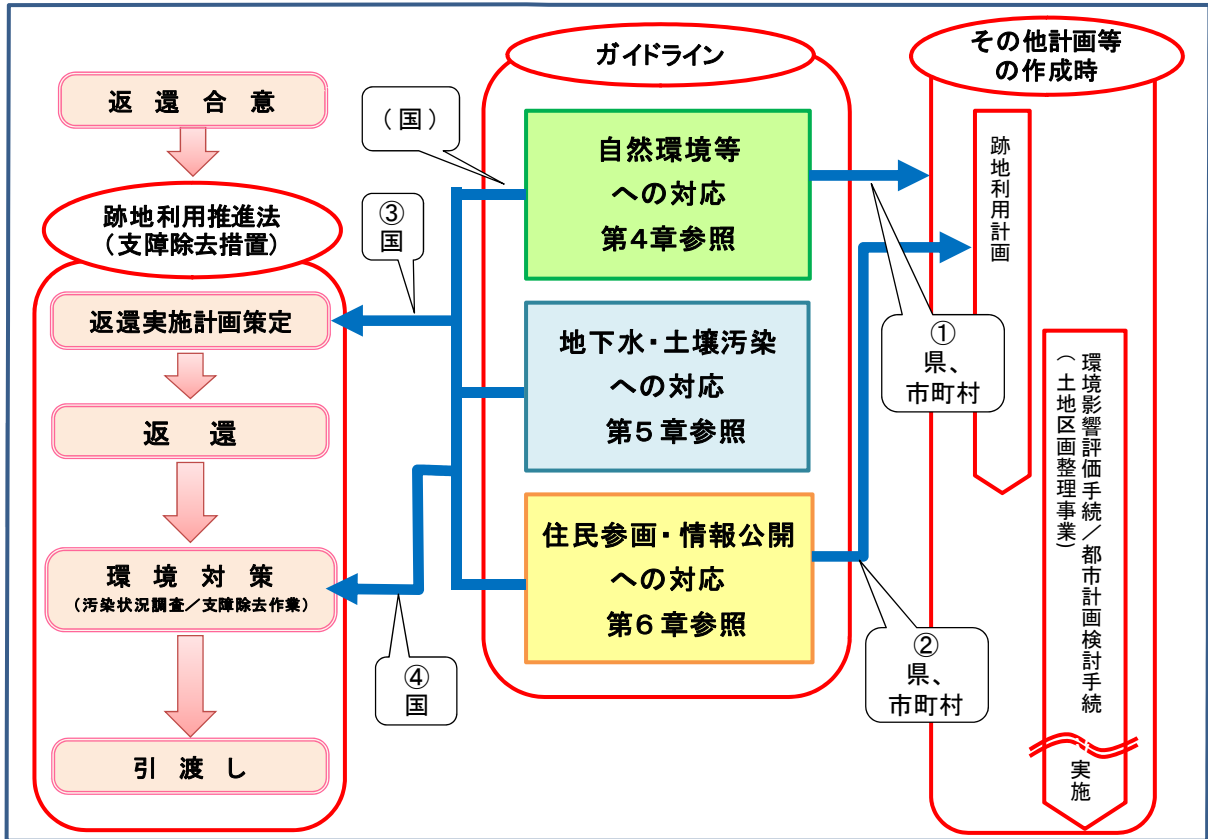 返還合意
跡地利用推進法
（支障除去措置）
返還実施計画策定
返還
環境対策
（汚染状況調査／支障除去作業）
引渡し
（国）
③
国
④
国
ガイドライン
自然環境等
への対応
第4章参照
地下水・土壌汚染
への対応
第5章参照
住民参画・情報公開
への対応
第6章参照
①
県、
市町村
②
県、
市町村
その他計画等
の作成時
跡地利用計画
環境影響評価手続／都市計画検討手続
（土地区画整理事業）
実施